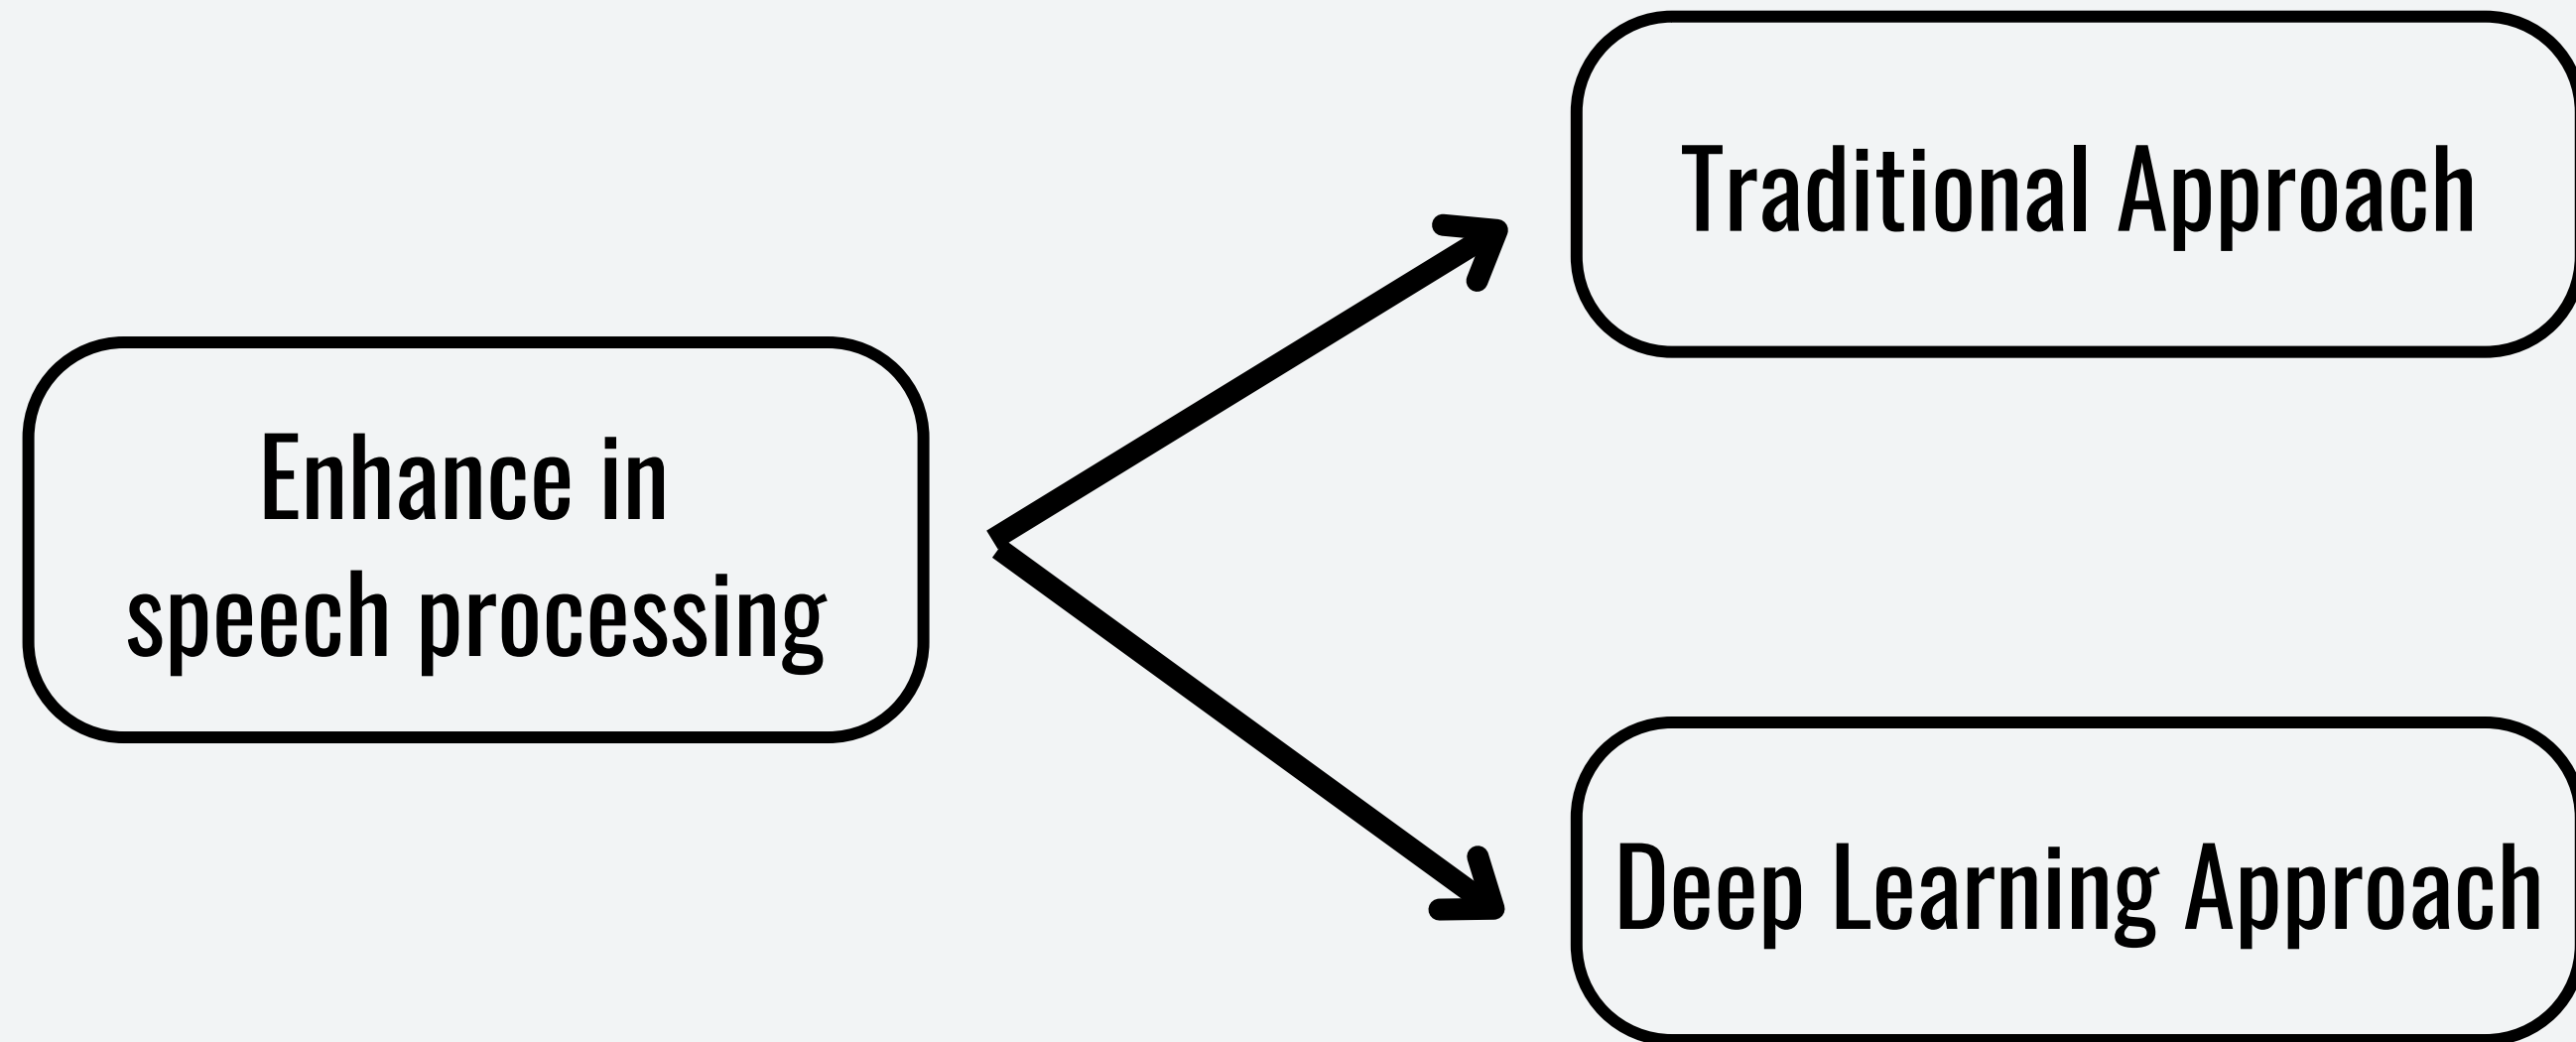 Traditional Approach
Enhance in
speech processing
Deep Learning Approach